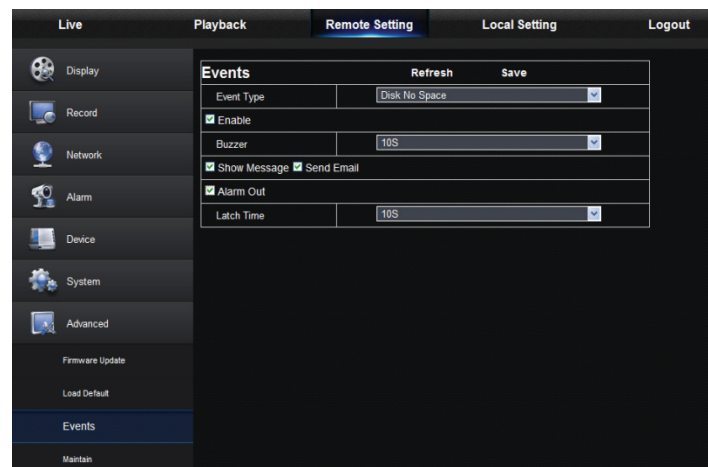 Live Playback Remote Setting Local Setting Logout
Display
Record
Network
Alarm
Device
System
Advanced
Firmware Update
Load Default
Events
Maintain
Events Refresh Save
Event Type Disk No Space
Enable
Buzzer 10S
Show Message Send Email
Alarm Out
Latch Time 10S